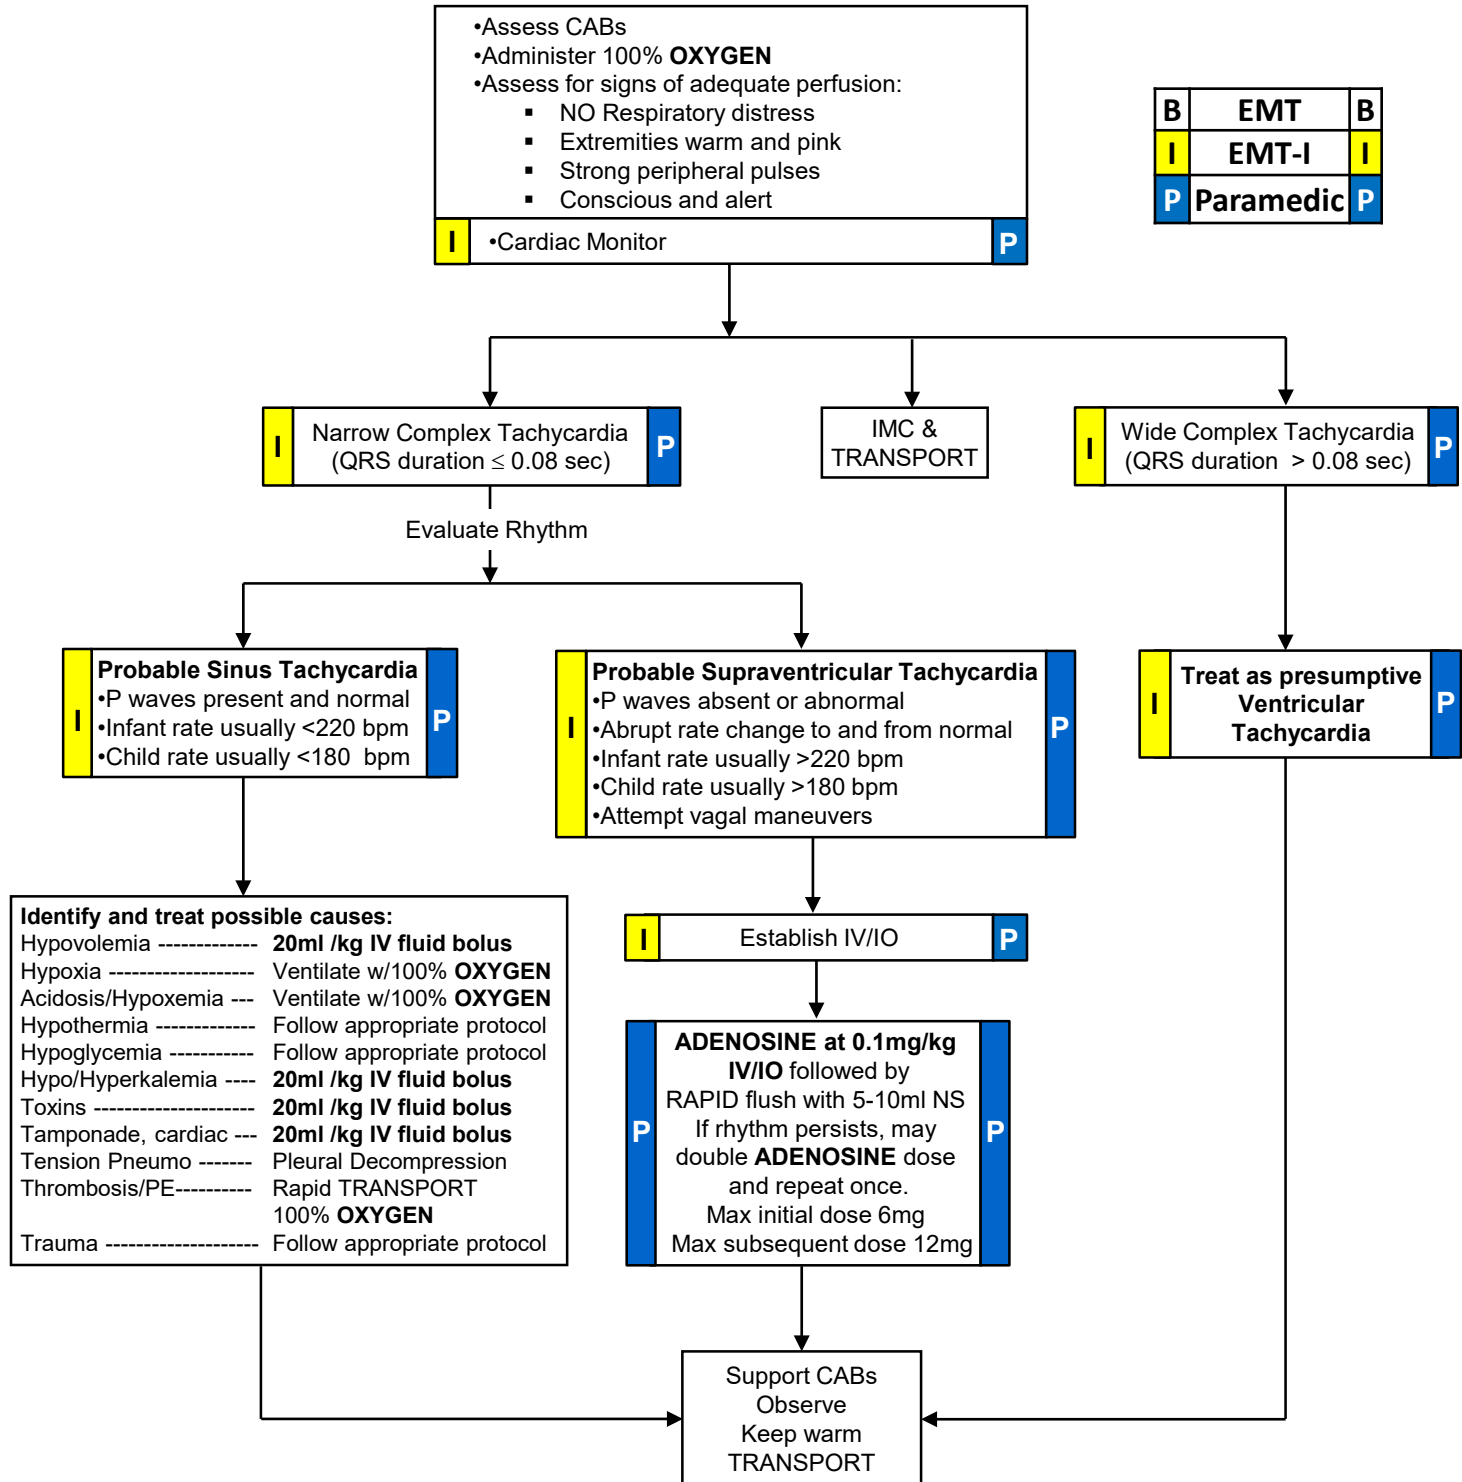 •Assess CABs
•Administer 100% OXYGEN
•Assess for signs of adequate perfusion:
▪ NO Respiratory distress
▪ Extremities warm and pink
▪ Strong peripheral pulses
▪ Conscious and alert
I •Cardiac Monitor P
B EMT B
I EMT-I I
P Paramedic P
I Narrow Complex Tachycardia P
(QRS duration ≤ 0.08 sec)
IMC &
TRANSPORT
I Wide Complex Tachycardia P
(QRS duration > 0.08 sec)
Evaluate Rhythm
Probable Sinus Tachycardia
•P waves present and normal
I •Infant rate usually <220 bpm P
•Child rate usually <180 bpm
Probable Supraventricular Tachycardia
•P waves absent or abnormal
I •Abrupt rate change to and from normal P
•Infant rate usually >220 bpm
•Child rate usually >180 bpm
•Attempt vagal maneuvers
Treat as presumptive
I Ventricular P
Tachycardia
Identify and treat possible causes:
Hypovolemia ------------- 20ml /kg IV fluid bolus
Hypoxia ------------------- Ventilate w/100% OXYGEN
Acidosis/Hypoxemia --- Ventilate w/100% OXYGEN
Hypothermia ------------- Follow appropriate protocol
Hypoglycemia ----------- Follow appropriate protocol
Hypo/Hyperkalemia ---- 20ml /kg IV fluid bolus
Toxins --------------------- 20ml /kg IV fluid bolus
Tamponade, cardiac --- 20ml /kg IV fluid bolus
Tension Pneumo ------- Pleural Decompression
Thrombosis/PE---------- Rapid TRANSPORT
100% OXYGEN
Trauma -------------------- Follow appropriate protocol
I Establish IV/IO P
ADENOSINE at 0.1mg/kg
IV/IO followed by
RAPID flush with 5-10ml NS
P If rhythm persists, may P
double ADENOSINE dose
and repeat once.
Max initial dose 6mg
Max subsequent dose 12mg
Support CABs
Observe
Keep warm
TRANSPORT